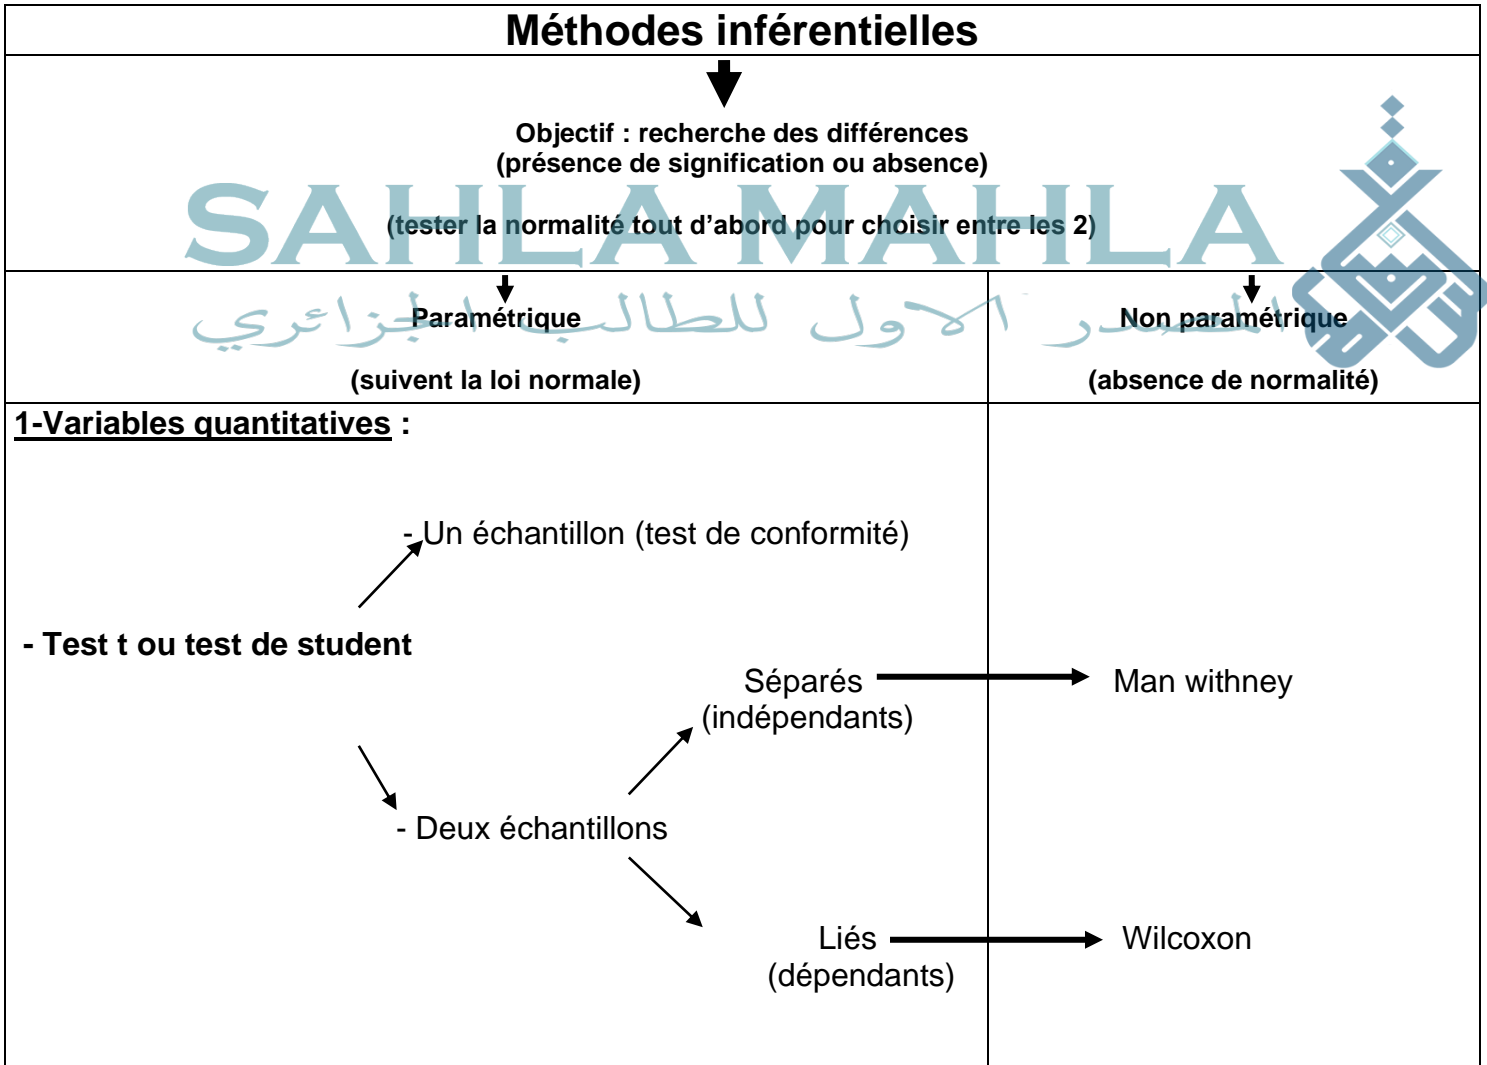 Méthodes inférentielles
Objectif : recherche des différences
(présence de signification ou absence)
SAHLA MAHLA
(tester la normalité tout d'abord pour choisir entre les 2)
المصدر الاول للطالب الجزائري
Paramétrique
Non paramétrique
(suivent la loi normale)
(absence de normalité)
1-Variables quantitatives :
- Un échantillon (test de conformité)
- Test t ou test de student
Séparés
Man withney
(indépendants)
- Deux échantillons
Liés
Wilcoxon
(dépendants)